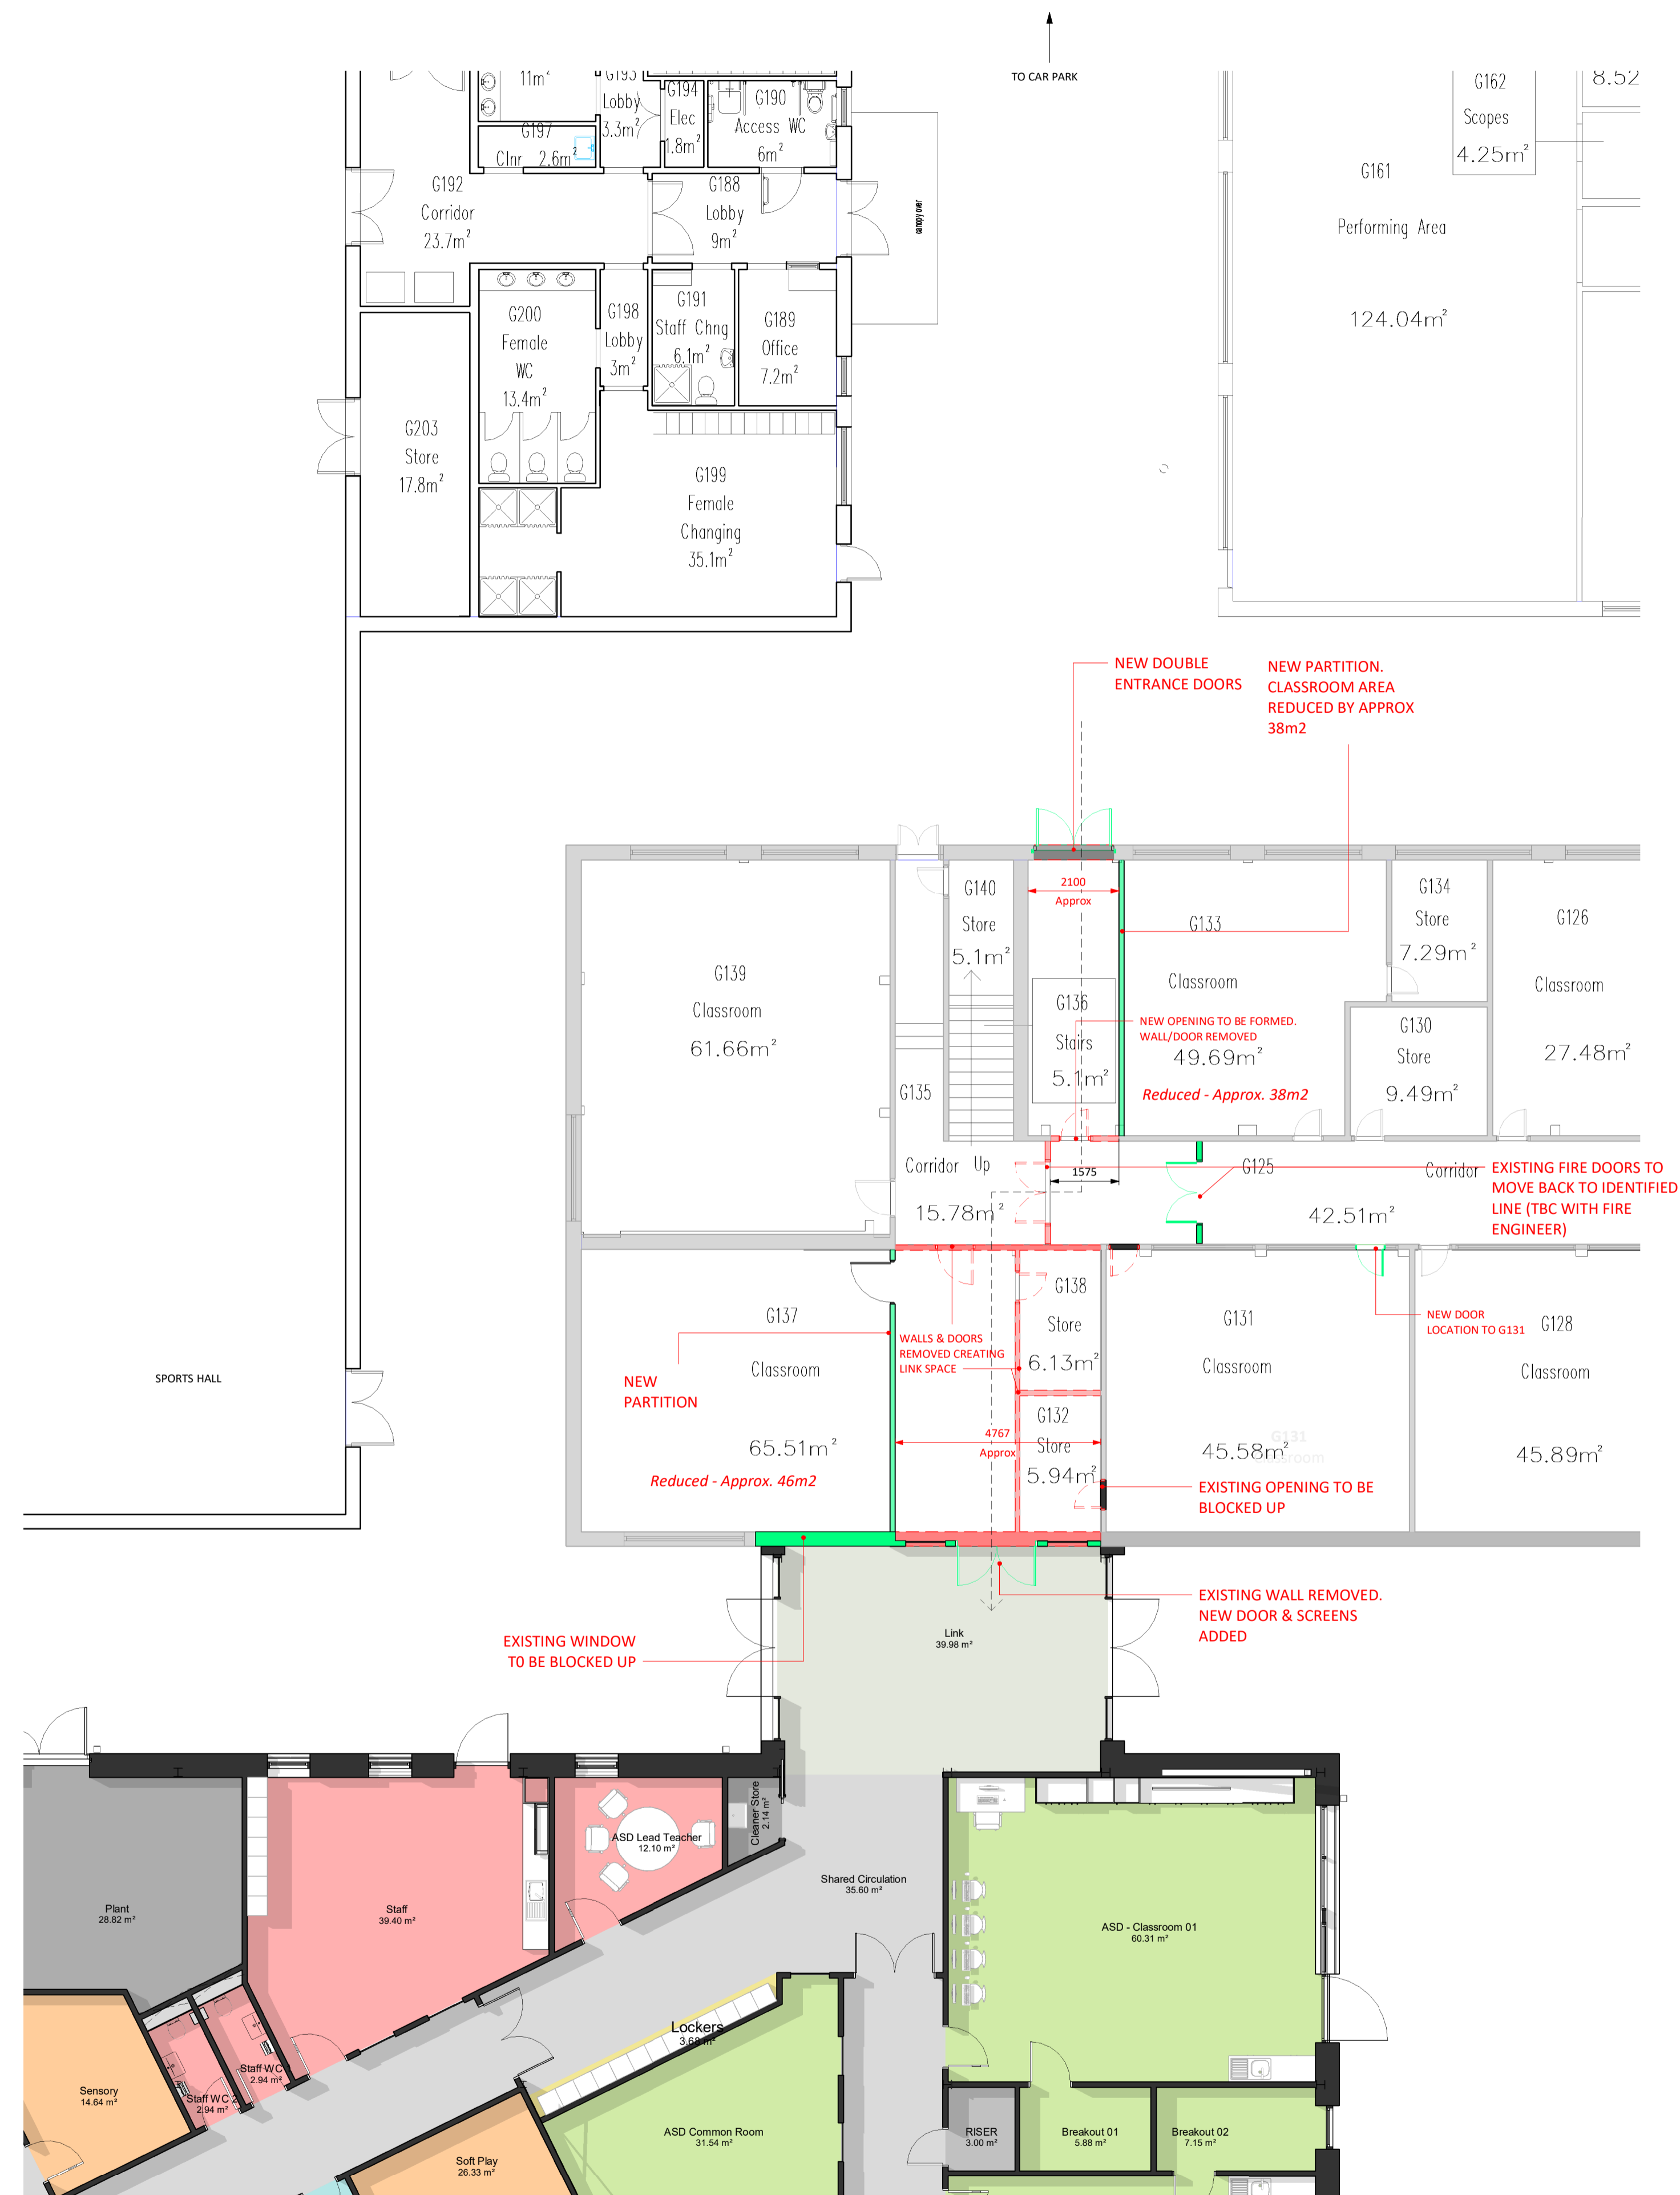 TO CAR PARK
11m²
G193
Lobby
3.3m²
G194
Elec
1.8m²
G190
Access WC
6m²
G197
Clnr 2.6m²
G192
Corridor
23.7m²
G188
Lobby
9m²
canopy over
G162
Scopes
4.25m²
8.52
G161
Performing Area
124.04m²
G200
Female
WC
13.4m²
G198
Lobby
3m²
G191
Staff Chng
6.1m²
G189
Office
7.2m²
G203
Store
17.8m²
G199
Female
Changing
35.1m²
NEW DOUBLE
ENTRANCE DOORS
NEW PARTITION.
CLASSROOM AREA
REDUCED BY APPROX
38m2
2100
Approx
G140
Store
5.1m²
G139
Classroom
61.66m²
G136
Stairs
5.1m²
G133
Classroom
49.69m²
Reduced - Approx. 38m2
NEW OPENING TO BE FORMED.
WALL/DOOR REMOVED
G134
Store
7.29m²
G130
Store
9.49m²
G126
Classroom
27.48m²
G135
Corridor Up
15.78m²
1575
G125
Corridor
42.51m²
EXISTING FIRE DOORS TO
MOVE BACK TO IDENTIFIED
LINE (TBC WITH FIRE
ENGINEER)
G137
Classroom
65.51m²
Reduced - Approx. 46m2
NEW
PARTITION
WALLS & DOORS
REMOVED CREATING
LINK SPACE
G138
Store
6.13m²
G132
Store
5.94m²
4767
Approx
G131
Classroom
45.58m²
G131
NEW DOOR
LOCATION TO G131
G128
Classroom
45.89m²
SPORTS HALL
EXISTING OPENING TO BE
BLOCKED UP
EXISTING WALL REMOVED.
NEW DOOR & SCREENS
ADDED
EXISTING WINDOW
T0 BE BLOCKED UP
Link
39.98 m²
Cleaner Store
2.14 m²
ASD Lead Teacher
12.10 m²
Shared Circulation
35.60 m²
Plant
28.82 m²
Staff
39.40 m²
ASD - Classroom 01
60.31 m²
Lockers
3.68 m²
Staff WC
2.94 m²
Staff WC 2
2.94 m²
Sensory
14.64 m²
Soft Play
26.33 m²
ASD Common Room
31.54 m²
RISER
3.00 m²
Breakout 01
5.88 m²
Breakout 02
7.15 m²